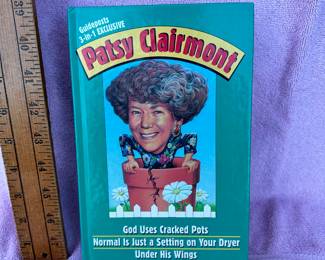 Guideposts
3-in-1 EXCLUSIVE
Patsy Clairmont
God Uses Cracked Pots
Normal Is Just a Setting on Your Dryer
Under His Wings